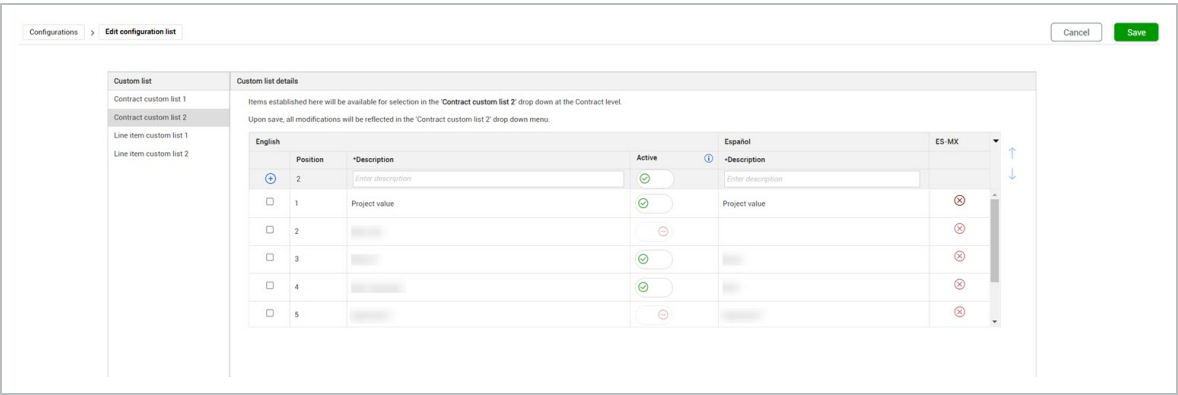 Configurations > Edit configuration list
Cancel Save
Custom list
Contract custom list 1
Contract custom list 2
Line item custom list 1
Line item custom list 2
Custom list details
Items established here will be available for selection in the 'Contract custom list 2' drop down at the Contract level.
Upon save, all modifications will be reflected in the 'Contract custom list 2' drop down menu.
English Español ES-MX
Position *Description Active *Description
2 Enter description Enter description
1 Project value Project value
2
3
4
5